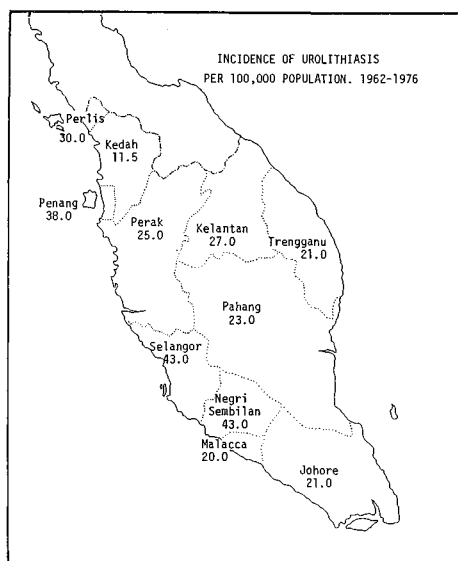 INCIDENCE OF UROLITHIASIS
PER 100,000 POPULATION. 1962-1976
Perlis
30.0
Kedah
11.5
Penang
38.0
Perak
25.0
Kelantan
27.0
Trengganu
21.0
Pahang
23.0
Selangor
43.0
Negri
Sembilan
43.0
Malacca
20.0
Johore
21.0